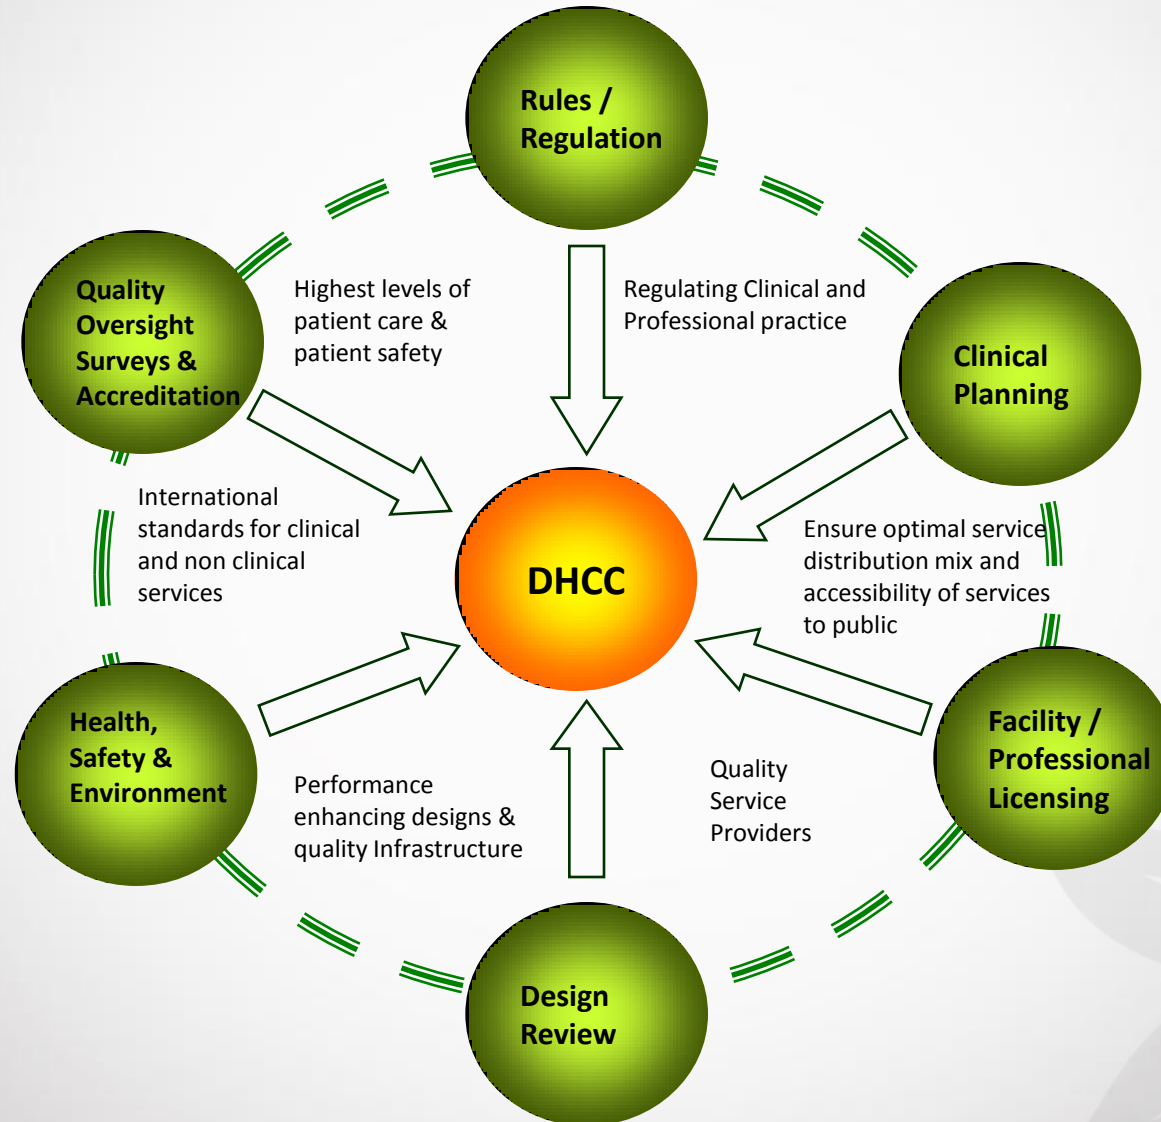 Rules /
Regulation
Quality
Oversight
Surveys &
Accreditation
Highest levels of
patient care &
patient safety
Regulating Clinical and
Professional practice
Clinical
Planning
International
standards for clinical
and non clinical
services
DHCC
Ensure optimal service
distribution mix and
accessibility of services
to public
Health,
Safety &
Environment
Performance
enhancing designs &
quality Infrastructure
Quality
Service
Providers
Facility /
Professional
Licensing
Design
Review